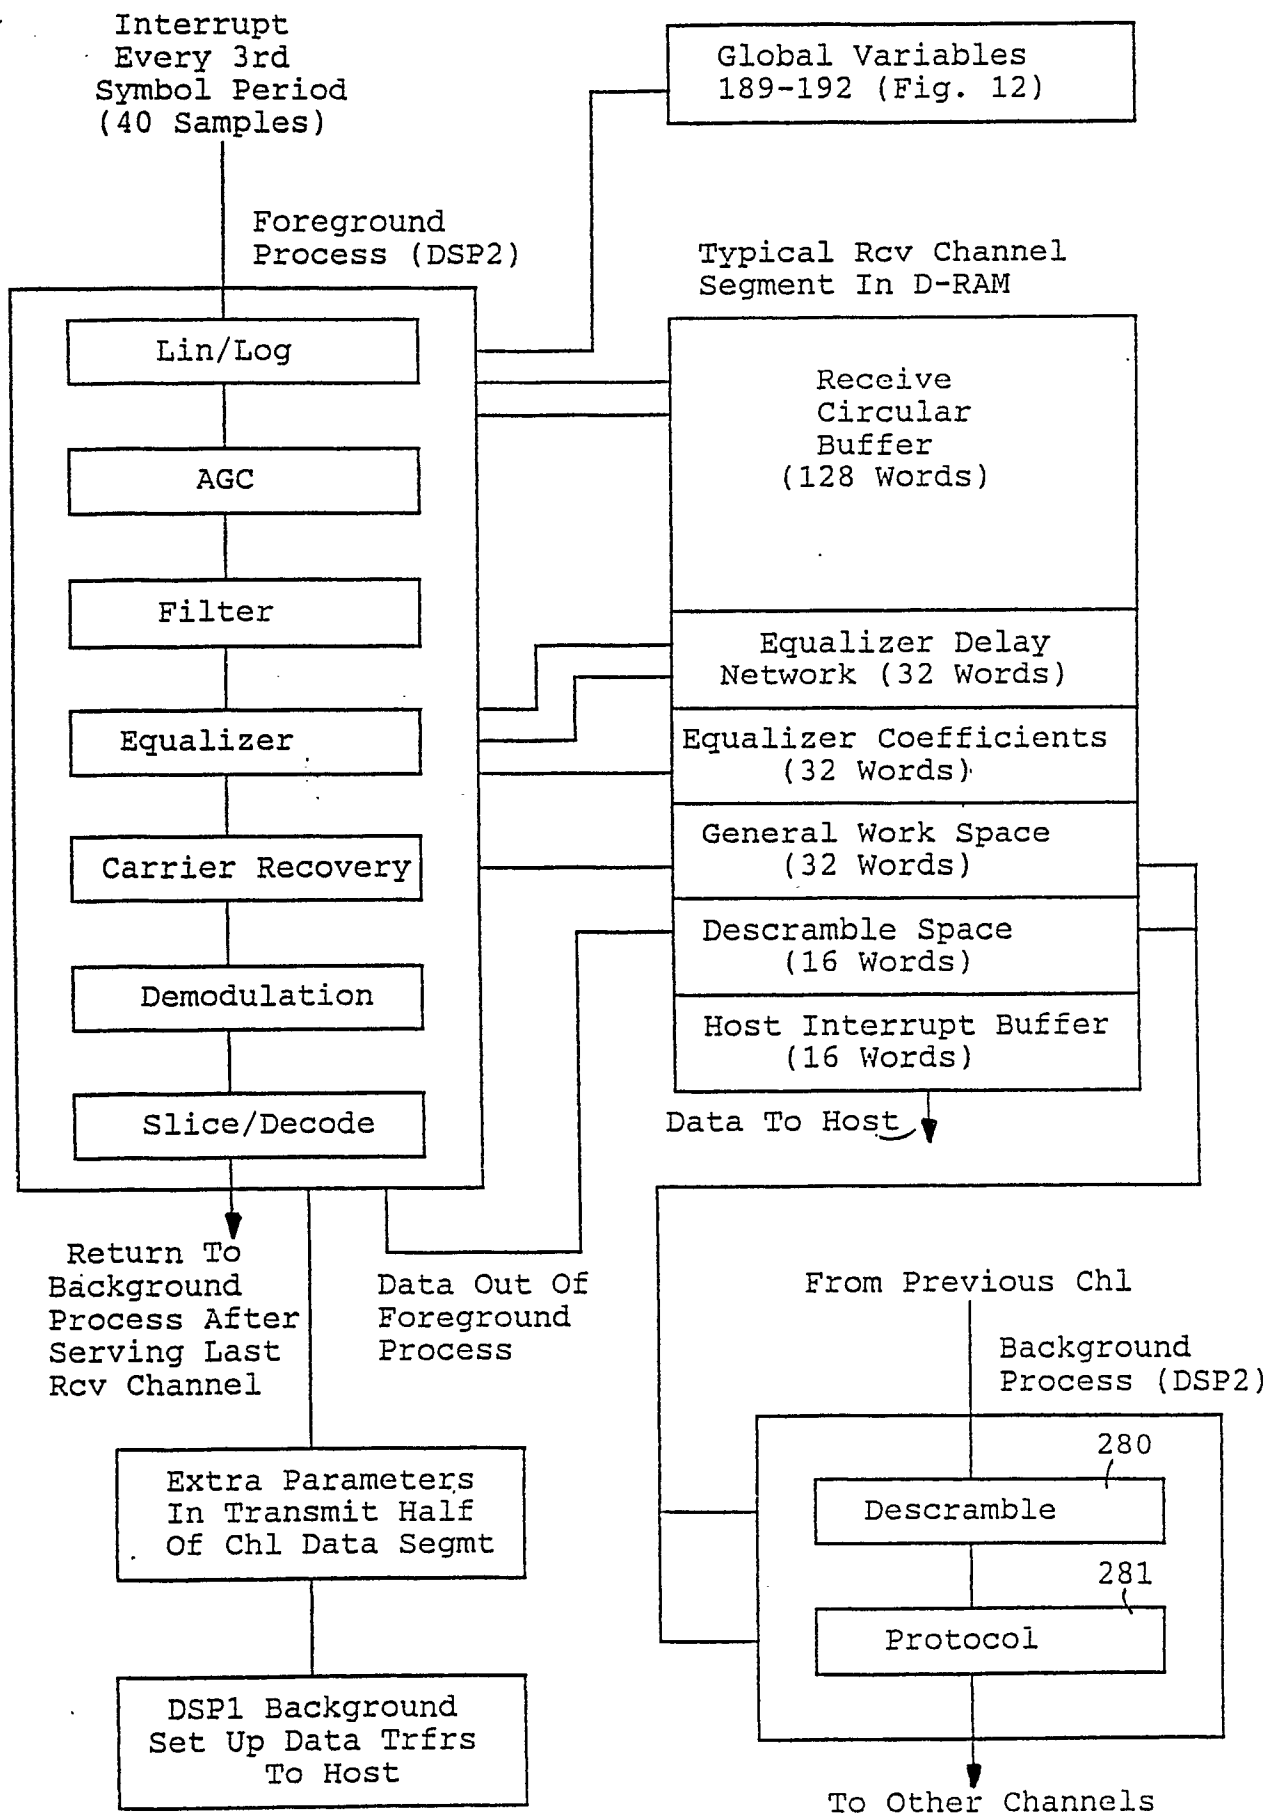 Interrupt
Every 3rd
Symbol Period
(40 Samples)
Global Variables
189-192 (Fig. 12)
Foreground
Process (DSP2)
Typical Rcv Channel
Segment In D-RAM
Lin/Log
AGC
Filter
Equalizer
Carrier Recovery
Demodulation
Slice/Decode
Receive
Circular
Buffer
(128 Words)
Equalizer Delay
Network (32 Words)
Equalizer Coefficients
(32 Words)
General Work Space
(32 Words)
Descramble Space
(16 Words)
Host Interrupt Buffer
(16 Words)
Data To Host
Return To
Background
Process After
Serving Last
Rcv Channel
Data Out Of
Foreground
Process
From Previous Chl
Background
Process (DSP2)
280
Descramble
281
Protocol
To Other Channels
Extra Parameters
In Transmit Half
Of Chl Data Segmt
DSP1 Background
Set Up Data Trfrs
To Host